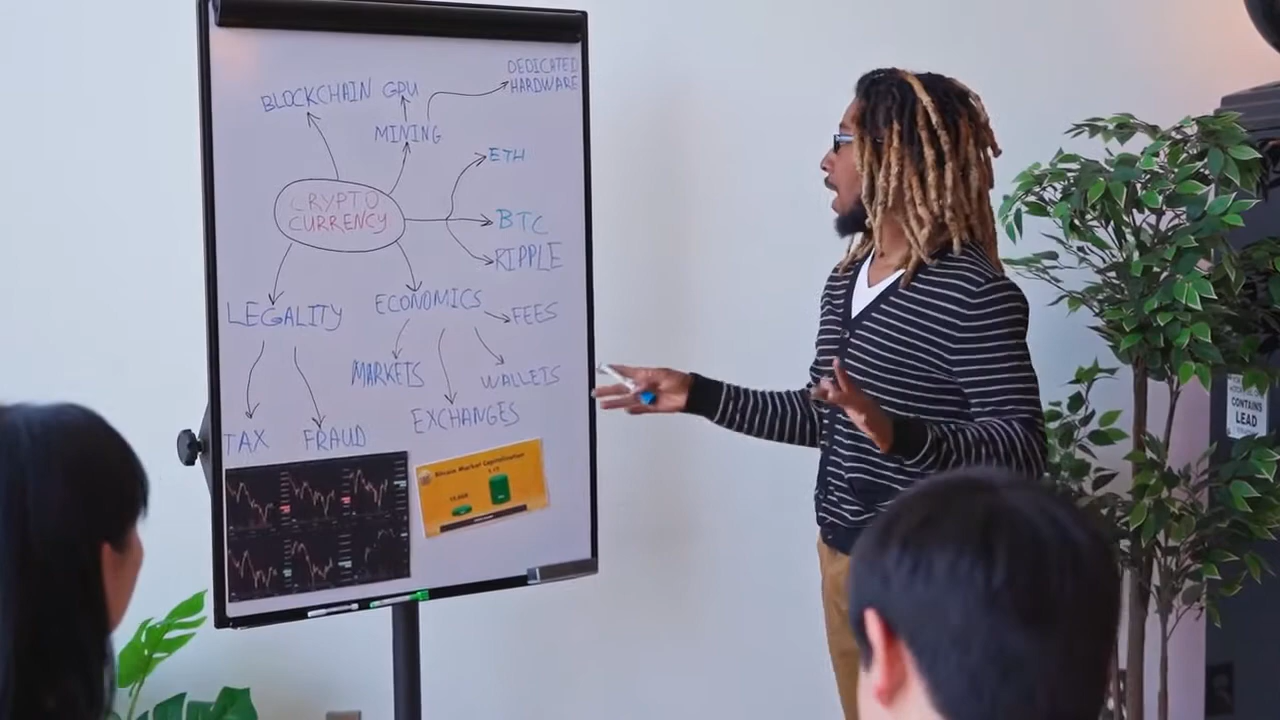 DEDICATED
HARDWARE
BLOCKCHAIN GPU
MINING
ETH
CRYPTO
CURRENCY
BTC
RIPPLE
LEGALITY
ECONOMICS
FEES
MARKETS
WALLETS
EXCHANGES
TAX
FRAUD
Bitcoin Market Capitalization
CONTAINS
LEAD